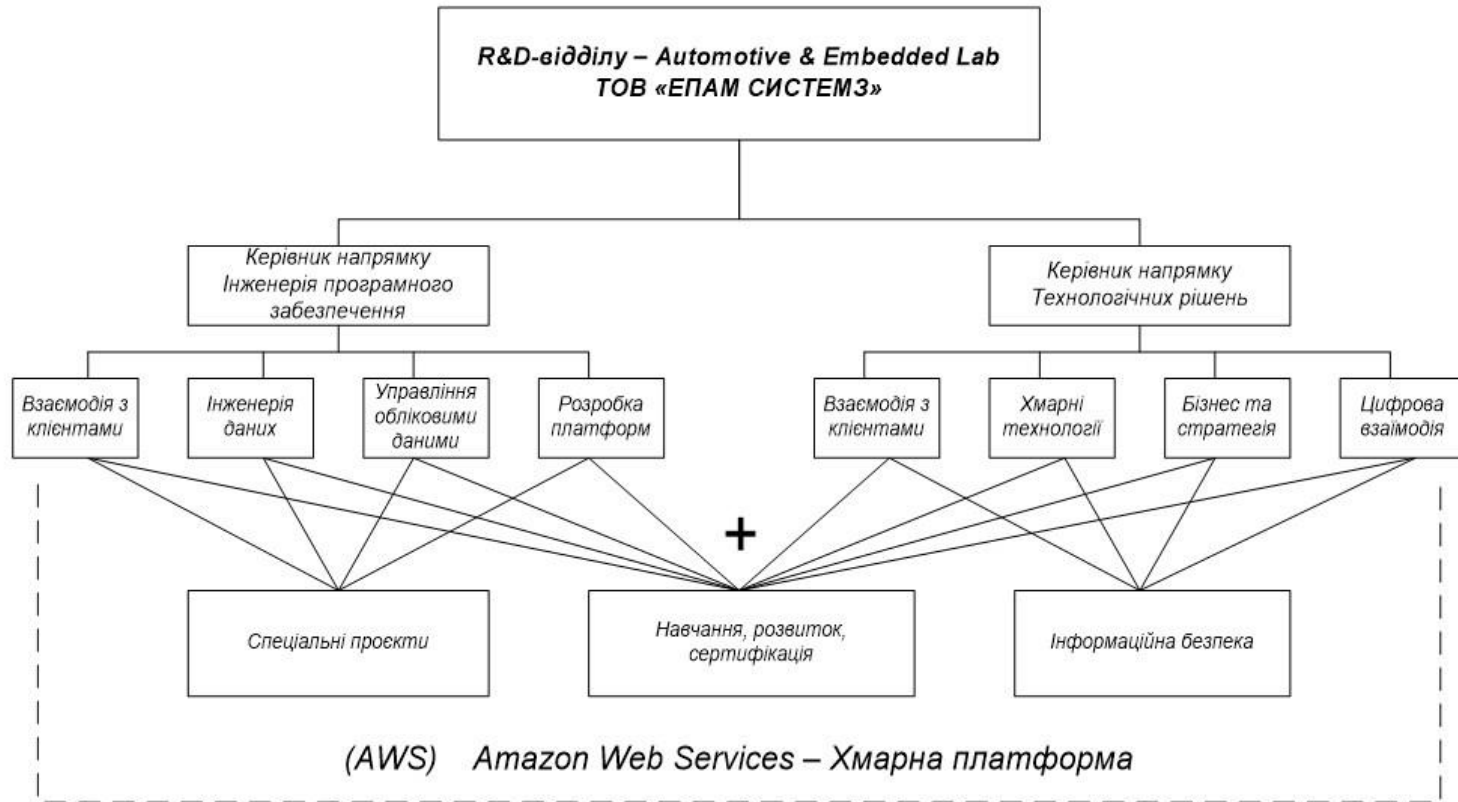 R&D-відділу – Automotive & Embedded Lab
ТОВ «ЕПАМ СИСТЕМЗ»
Керівник напрямку
Інженерія програмного
забезпечення
Керівник напрямку
Технологічних рішень
Взаємодія з
клієнтами
Інженерія
даних
Управління
обліковими
даними
Розробка
платформ
Взаємодія з
клієнтами
Хмарні
технології
Бізнес та
стратегія
Цифрова
взаїмодія
+
Спеціальні проєкти
Навчання, розвиток,
сертифікація
Інформаційна безпека
(AWS) Amazon Web Services – Хмарна платформа